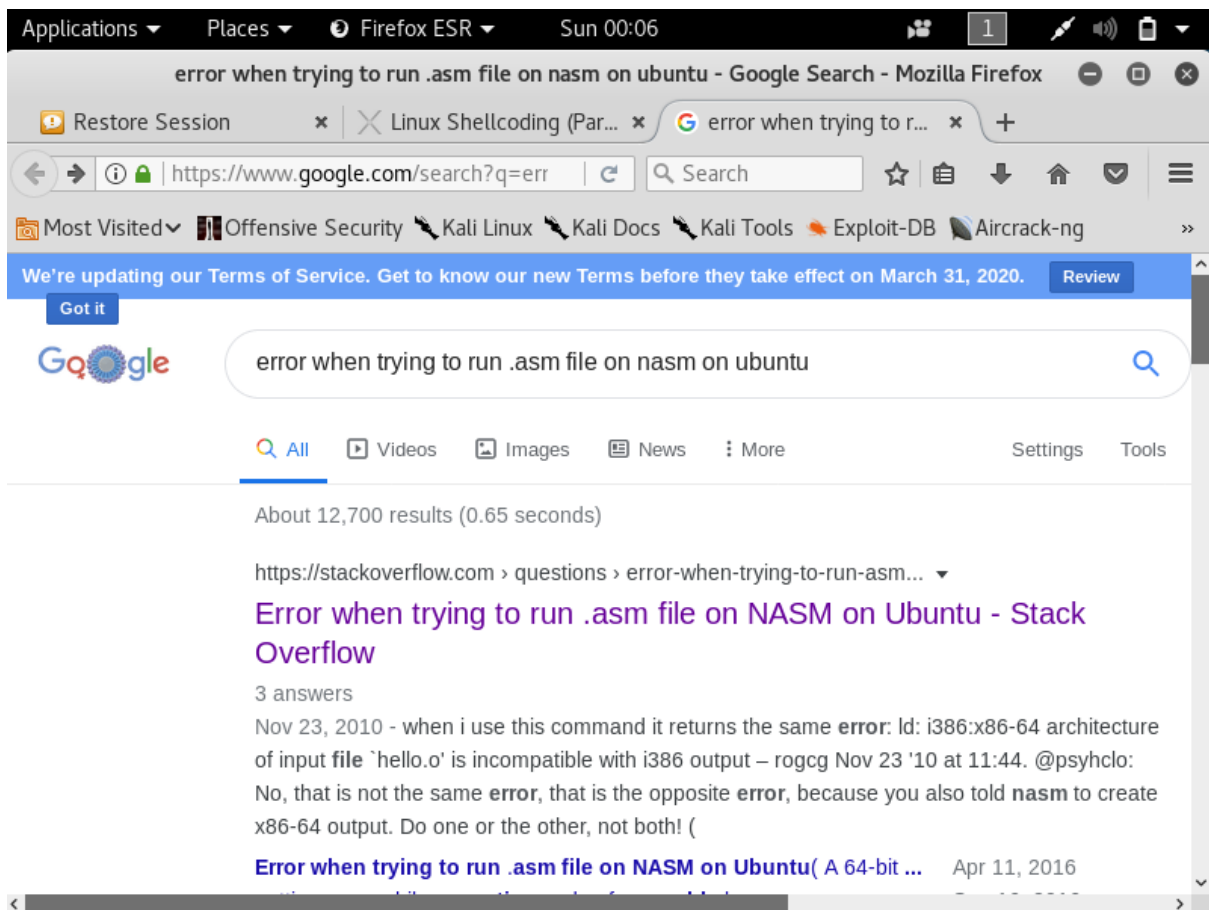 Applications Places Firefox ESR Sun 00:06 1
error when trying to run .asm file on nasm on ubuntu - Google Search - Mozilla Firefox
Restore Session Linux Shellcoding (Par... error when trying to r...
https://www.google.com/search?q=err Search
Most Visited Offensive Security Kali Linux Kali Docs Kali Tools Exploit-DB Aircrack-ng »
We're updating our Terms of Service. Get to know our new Terms before they take effect on March 31, 2020. Review
Got it
Google error when trying to run .asm file on nasm on ubuntu
All Videos Images News More Settings Tools
About 12,700 results (0.65 seconds)
https://stackoverflow.com › questions › error-when-trying-to-run-asm...
Error when trying to run .asm file on NASM on Ubuntu - Stack
Overflow
3 answers
Nov 23, 2010 - when i use this command it returns the same error: ld: i386:x86-64 architecture
of input file `hello.o' is incompatible with i386 output – rogcg Nov 23 '10 at 11:44. @psyhclo:
No, that is not the same error, that is the opposite error, because you also told nasm to create
x86-64 output. Do one or the other, not both! (
Error when trying to run .asm file on NASM on Ubuntu( A 64-bit ... Apr 11, 2016